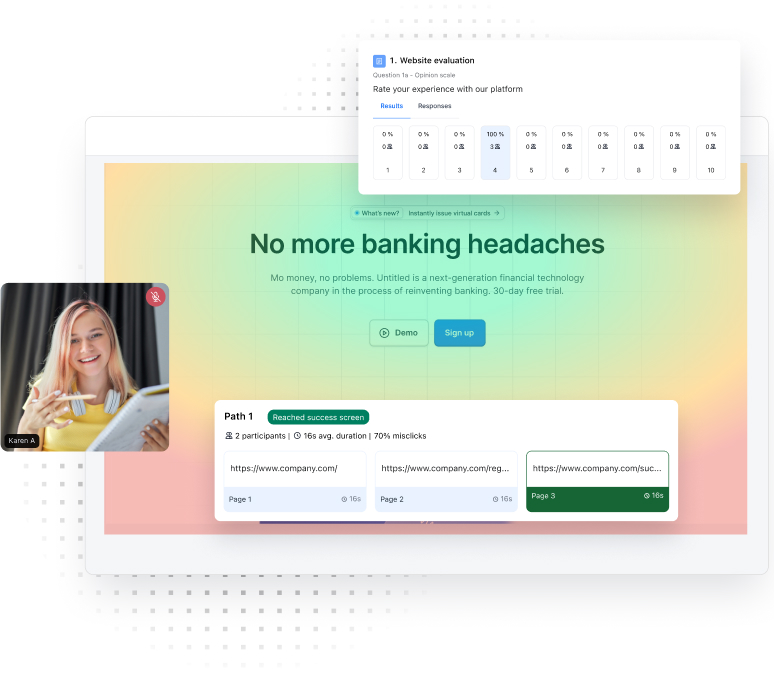 1. Website evaluation
Question 1a - Opinion scale
Rate your experience with our platform
Results Responses
0 % 0 % 0 % 100 % 0 % 0 % 0 % 0 % 0 % 0 %
0 0 0 3 0 0 0 0 0 0
1 2 3 4 5 6 7 8 9 10
What's new? Instantly issue virtual cards →
No more banking headaches
Mo money, no problems. Untitled is a next-generation financial technology
company in the process of reinventing banking. 30-day free trial.
Demo Sign up
Karen A
Path 1 Reached success screen
2 participants | 16s avg. duration | 70% misclicks
https://www.company.com/ https://www.company.com/reg... https://www.company.com/suc...
Page 1 16s Page 2 16s Page 3 16s